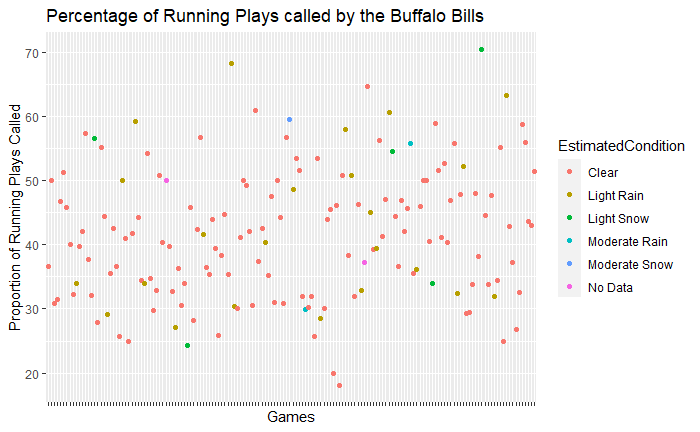 Percentage of Running Plays called by the Buffalo Bills
Proportion of Running Plays Called
70
60
50
40
30
20
Games
EstimatedCondition
Clear
Light Rain
Light Snow
Moderate Rain
Moderate Snow
No Data